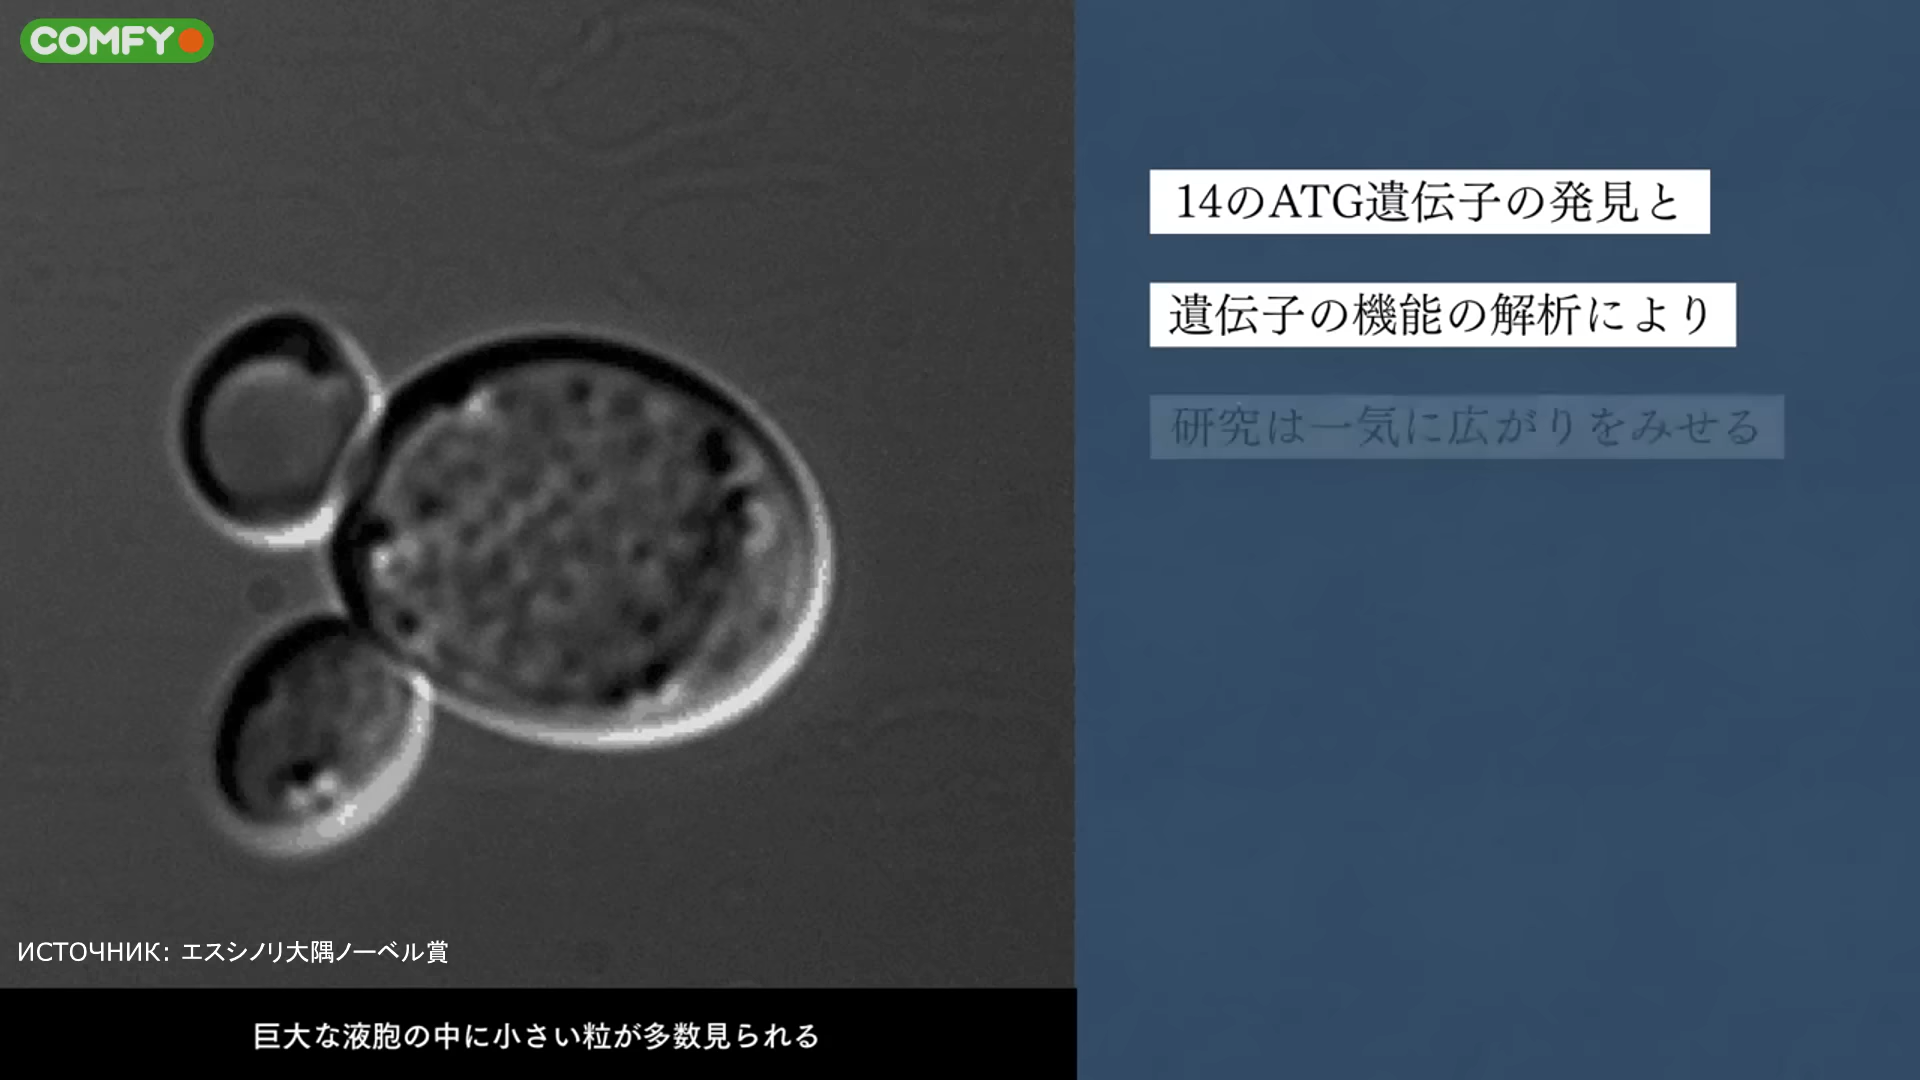 COMFY
14のATG遺伝子の発見と
遺伝子の機能の解析により
研究は一気に広がりをみせる
ИСТОЧНИК: エスシノリ大隅ノーベル賞
巨大な液胞の中に小さい粒が多数見られる